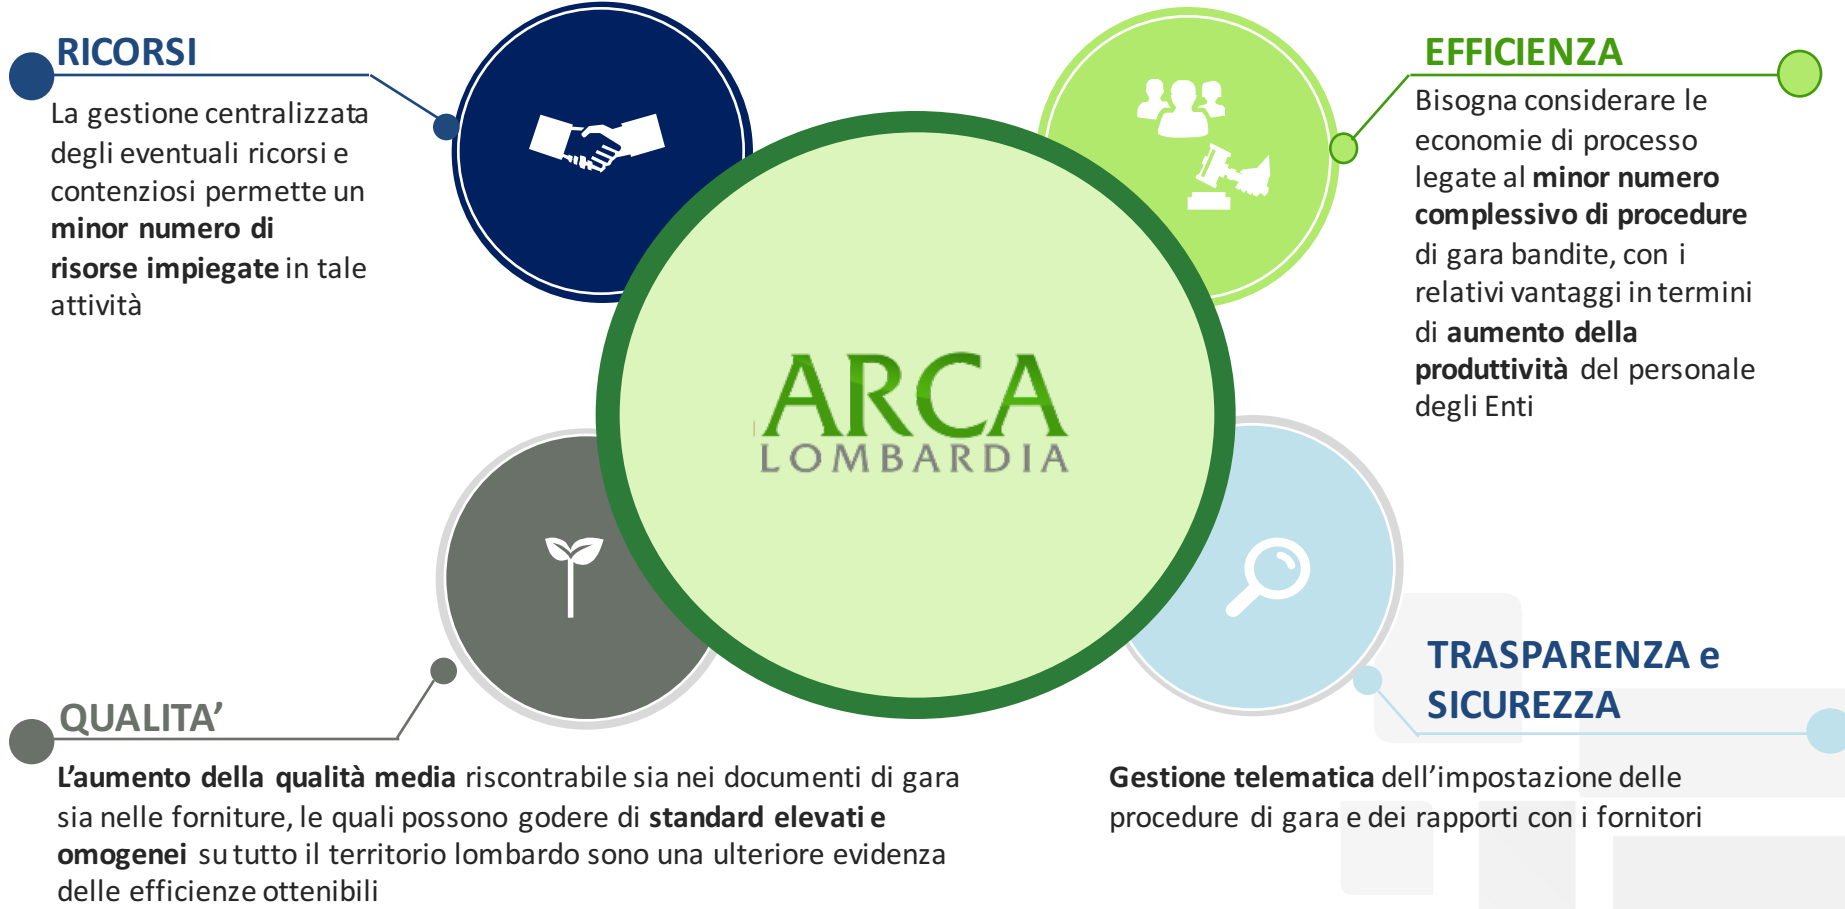 RICORSI
La gestione centralizzata
degli eventuali ricorsi e
contenziosi permette un
minor numero di
risorse impiegate in tale
attività
EFFICIENZA
Bisogna considerare le
economie di processo
legate al minor numero
complessivo di procedure
di gara bandite, con i
relativi vantaggi in termini
di aumento della
produttività del personale
degli Enti
ARCA
LOMBARDIA
QUALITA’
L’aumento della qualità media riscontrabile sia nei documenti di gara
sia nelle forniture, le quali possono godere di standard elevati e
omogenei su tutto il territorio lombardo sono una ulteriore evidenza
delle efficienze ottenibili
TRASPARENZA e
SICUREZZA
Gestione telematica dell’impostazione delle
procedure di gara e dei rapporti con i fornitori